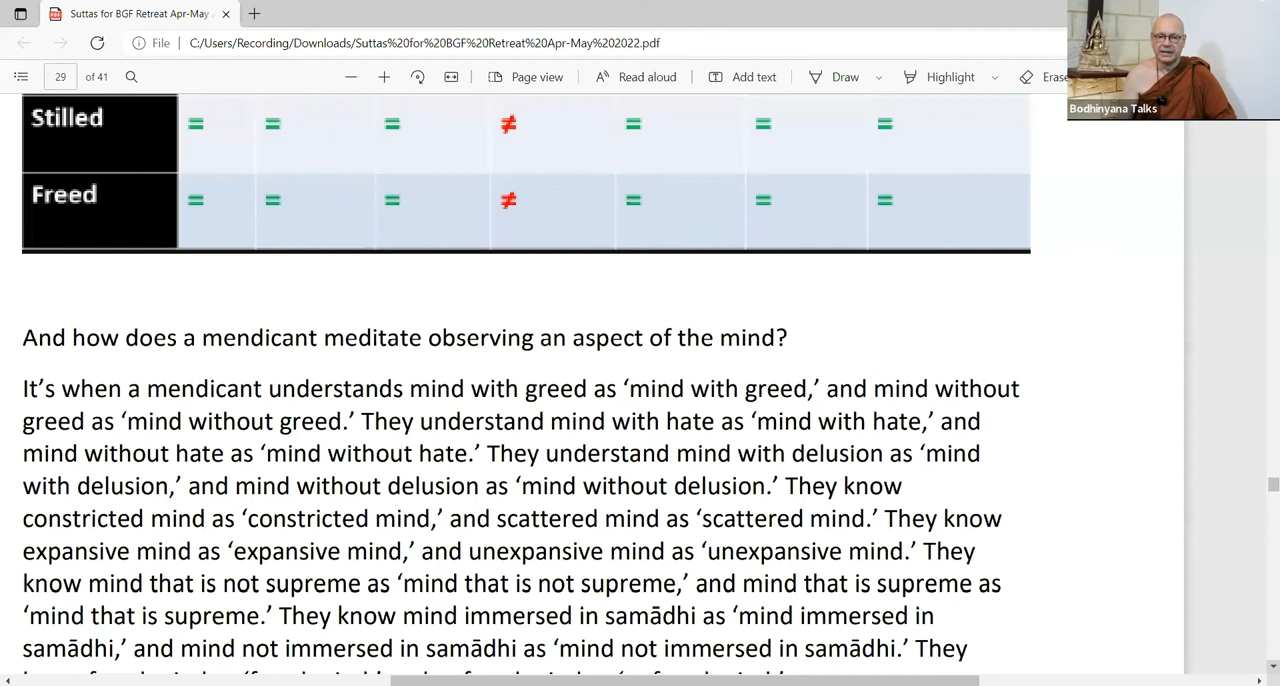 Suttas for BGF Retreat Apr-May
File
C:/Users/Recording/Downloads/Suttas%20for%20BGF%20Retreat%20Apr-May%202022.pdf
29 of 41
Page view
Read aloud
Add text
Draw
Highlight
Erase
Bodhinyana Talks
Stilled = = = ≠ = = =
Freed = = = ≠ = = =
And how does a mendicant meditate observing an aspect of the mind?
It’s when a mendicant understands mind with greed as ‘mind with greed,’ and mind without
greed as ‘mind without greed.’ They understand mind with hate as ‘mind with hate,’ and
mind without hate as ‘mind without hate.’ They understand mind with delusion as ‘mind
with delusion,’ and mind without delusion as ‘mind without delusion.’ They know
constricted mind as ‘constricted mind,’ and scattered mind as ‘scattered mind.’ They know
expansive mind as ‘expansive mind,’ and unexpansive mind as ‘unexpansive mind.’ They
know mind that is not supreme as ‘mind that is not supreme,’ and mind that is supreme as
‘mind that is supreme.’ They know mind immersed in samādhi as ‘mind immersed in
samādhi,’ and mind not immersed in samādhi as ‘mind not immersed in samādhi.’ They